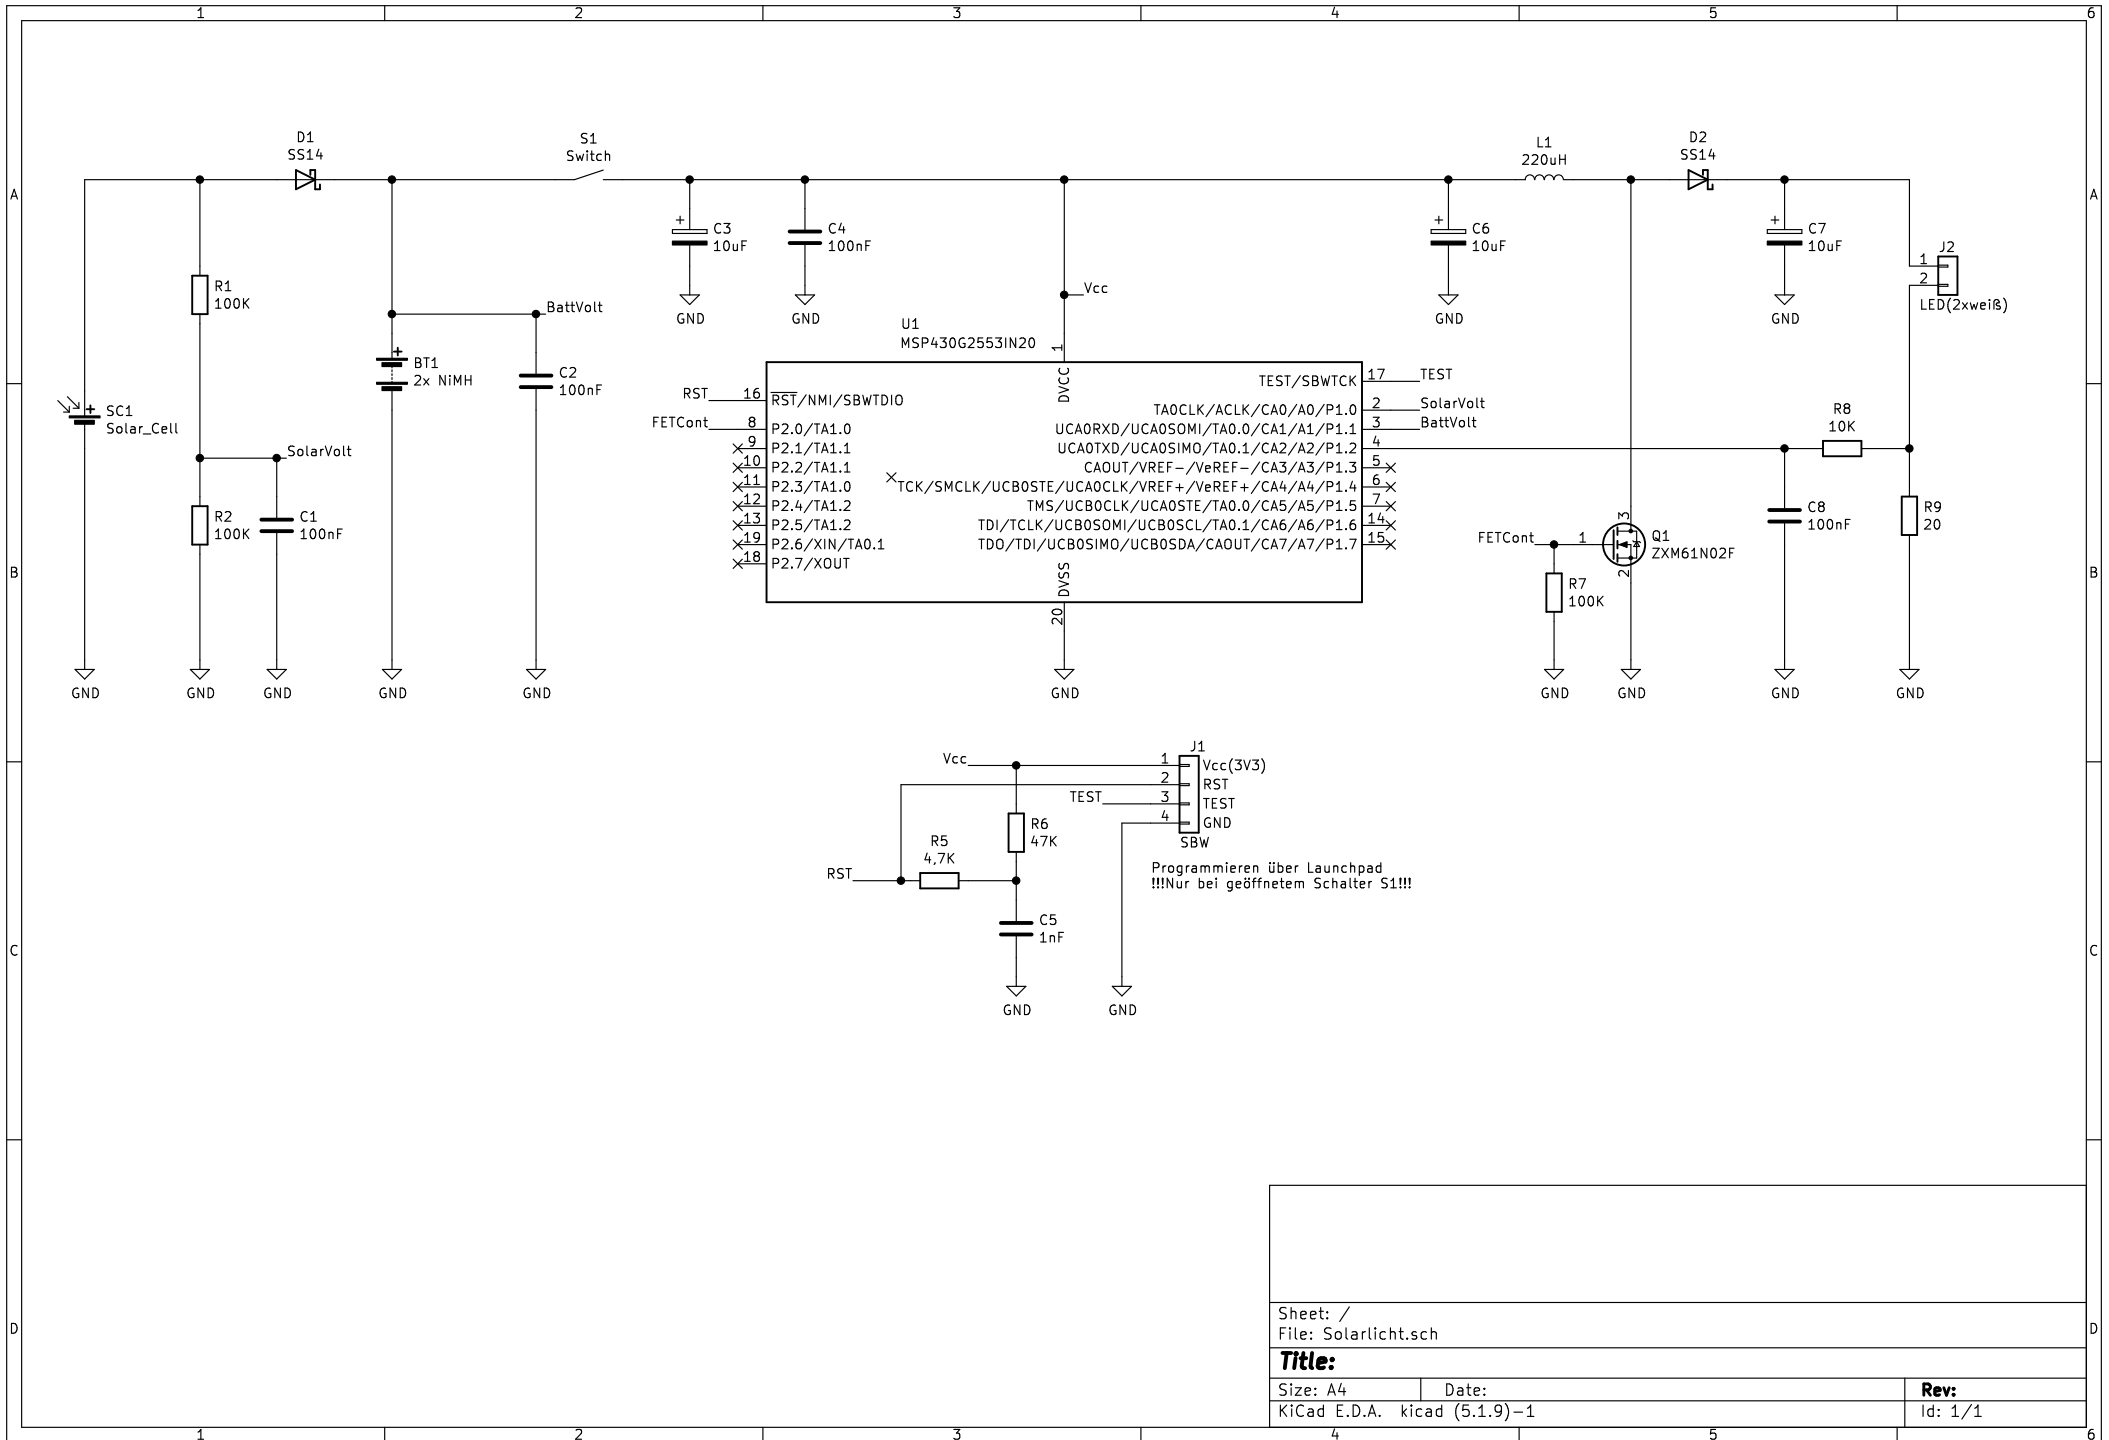 1 2 3 4 5 6
A
A
B
B
C
C
D
D
D1
SS14
S1
Switch
L1
220uH
D2
SS14
R1
100K
C3
10uF
GND
C4
100nF
GND
Vcc
C6
10uF
GND
C7
10uF
GND
J2
1
2
LED(2xweiß)
BattVolt
BT1
2x NiMH
C2
100nF
SC1
Solar_Cell
SolarVolt
R2
100K
C1
100nF
GND
GND
GND
GND
GND
U1
MSP430G2553IN20
1
DVCC
RST 16 RST/NMI/SBWTDIO
FETCont 8 P2.0/TA1.0
9 P2.1/TA1.1
10 P2.2/TA1.1
11 P2.3/TA1.0
12 P2.4/TA1.2
13 P2.5/TA1.2
19 P2.6/XIN/TA0.1
18 P2.7/XOUT
TEST/SBWTCK 17 TEST
TA0CLK/ACLK/CA0/A0/P1.0 2 SolarVolt
UCA0RXD/UCA0SOMI/TA0.0/CA1/A1/P1.1 3 BattVolt
UCA0TXD/UCA0SIMO/TA0.1/CA2/A2/P1.2 4
CAOUT/VREF-/VeREF-/CA3/A3/P1.3 5
TCK/SMCLK/UCB0STE/UCA0CLK/VREF+/VeREF+/CA4/A4/P1.4 6
TMS/UCB0CLK/UCA0STE/TA0.0/CA5/A5/P1.5 7
TDI/TCLK/UCB0SOMI/UCB0SCL/TA0.1/CA6/A6/P1.6 14
TDO/TDI/UCB0SIMO/UCB0SDA/CAOUT/CA7/A7/P1.7 15
DVSS
20
GND
R8
10K
C8
100nF
R9
20
FETCont 1
3
2
Q1
ZXM61N02F
R7
100K
GND
GND
GND
GND
Vcc
J1
1 Vcc(3V3)
2 RST
TEST 3 TEST
4 GND
SBW
R6
47K
R5
4,7K
RST
C5
1nF
GND
GND
Programmieren über Launchpad
!!!Nur bei geöffnetem Schalter S1!!!
Sheet: /
File: Solarlicht.sch
Title:
Size: A4 Date: Rev:
KiCad E.D.A. kicad (5.1.9)-1 Id: 1/1
1 2 3 4 5 6